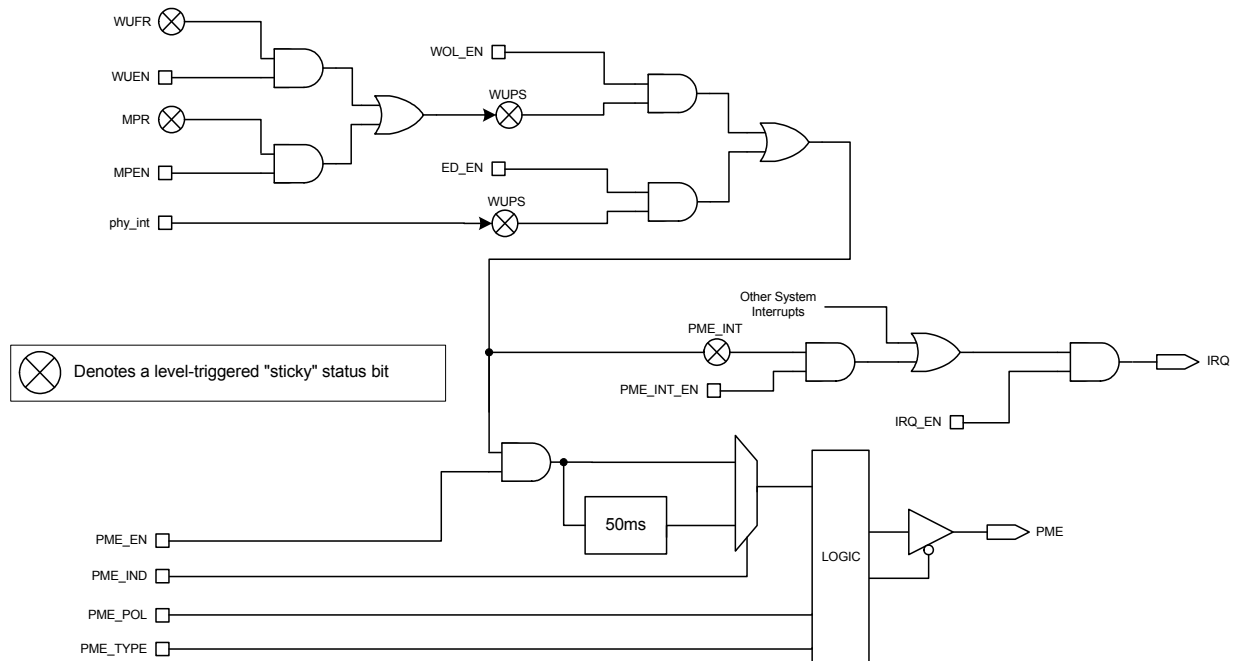 WUFR
WUEN
MPR
MPEN
phy_int
WOL_EN
WUPS
ED_EN
WUPS
Other System
Interrupts
PME_INT
PME_INT_EN
IRQ
IRQ_EN
Denotes a level-triggered "sticky" status bit
50ms
LOGIC
PME
PME_EN
PME_IND
PME_POL
PME_TYPE